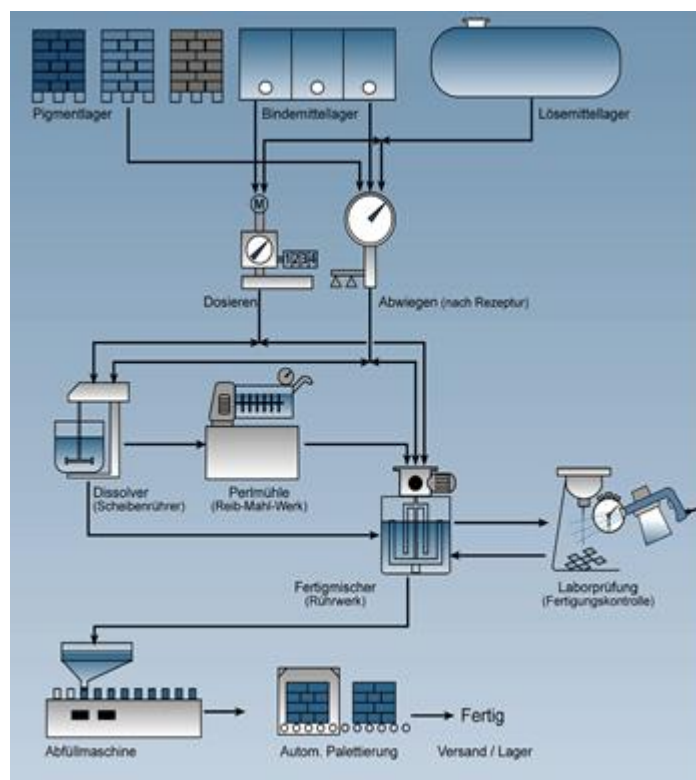 Pigmentlager
Bindemittellager
Lösemittellager
M
1234
Dosieren
Abwiegen (nach Rezeptur)
Dissolver
(Scheibenrührer)
Perlmühle
(Reib-Mahl-Werk)
Fertigmischer
(Rührwerk)
Laborprüfung
(Fertigungskontrolle)
Abfüllmaschine
Autom. Palettierung
Fertig
Versand / Lager